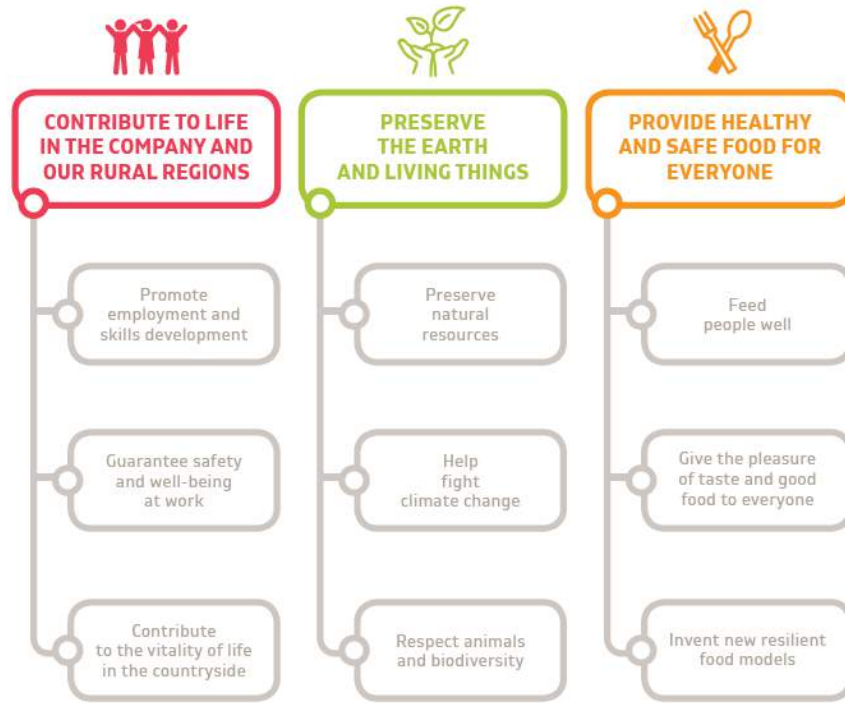 CONTRIBUTE TO LIFE
IN THE COMPANY AND
OUR RURAL REGIONS
Promote
employment and
skills development
Guarantee safety
and well-being
at work
Contribute
to the vitality of life
in the countryside
PRESERVE
THE EARTH
AND LIVING THINGS
Preserve
natural
resources
Help
fight
climate change
Respect animals
and biodiversity
PROVIDE HEALTHY
AND SAFE FOOD FOR
EVERYONE
Feed
people well
Give the pleasure
of taste and good
food to everyone
Invent new resilient
food models